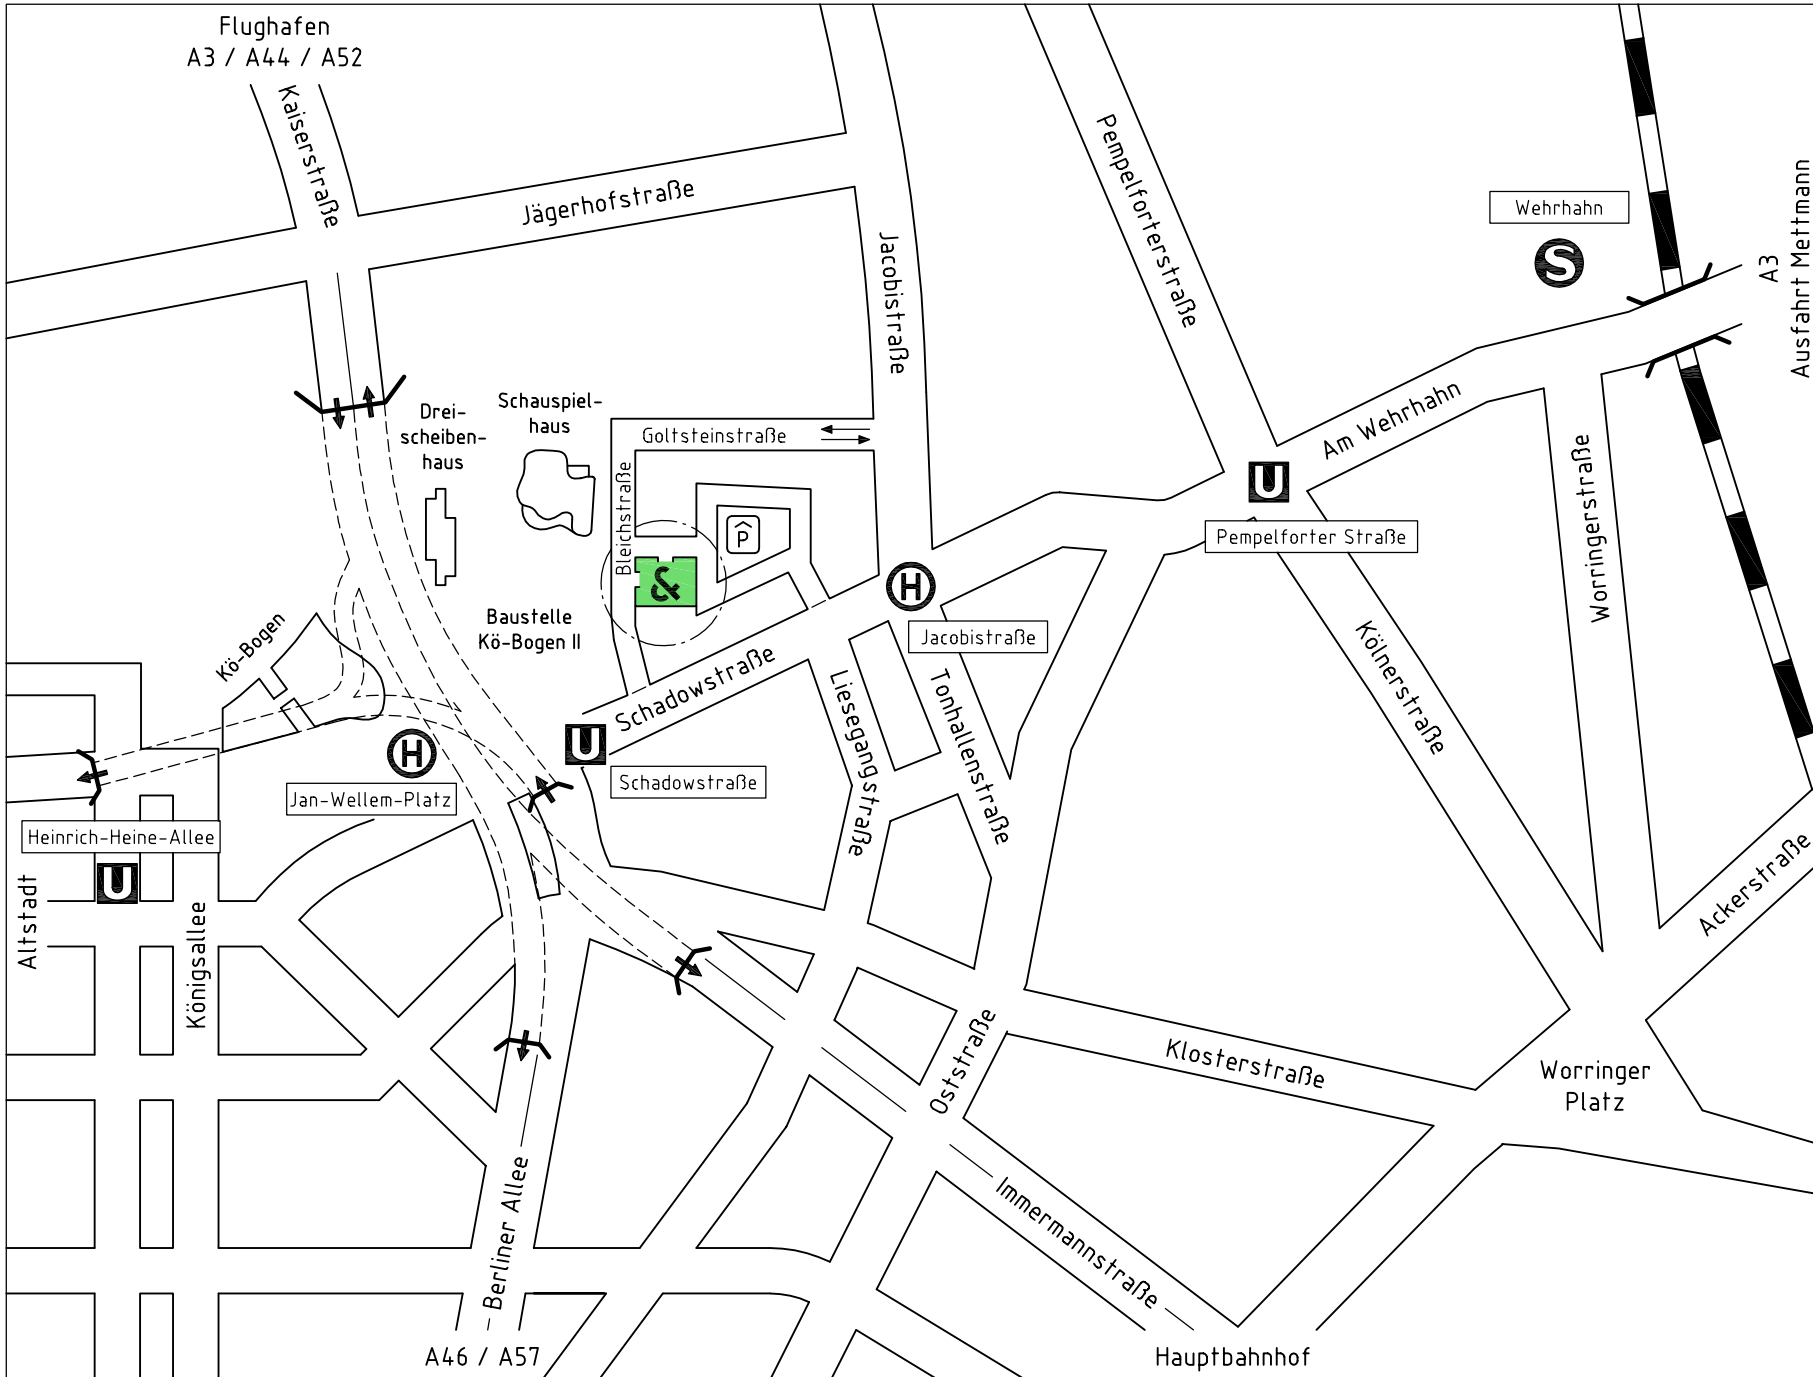 Flughafen
A3 / A44 / A52
Kaiserstraße
Jägerhofstraße
Jacobistraße
Pempelforterstraße
Wehrhahn
S
A3
Ausfahrt Mettmann
Drei-
scheiben-
haus
Schauspiel-
haus
Goltsteinstraße
Bleichstraße
P
&
Am Wehrhahn
U
Pempelforter Straße
Worringerstraße
H
Jacobistraße
Baustelle
Kö-Bogen II
Kö-Bogen
Schadowstraße
U
Schadowstraße
H
Jan-Wellem-Platz
Liesegangstraße
Tonhallenstraße
Kölnerstraße
Heinrich-Heine-Allee
U
Altstadt
Königsallee
Ackerstraße
Oststraße
Klosterstraße
Worringer
Platz
Immermannstraße
Berliner Allee
A46 / A57
Hauptbahnhof